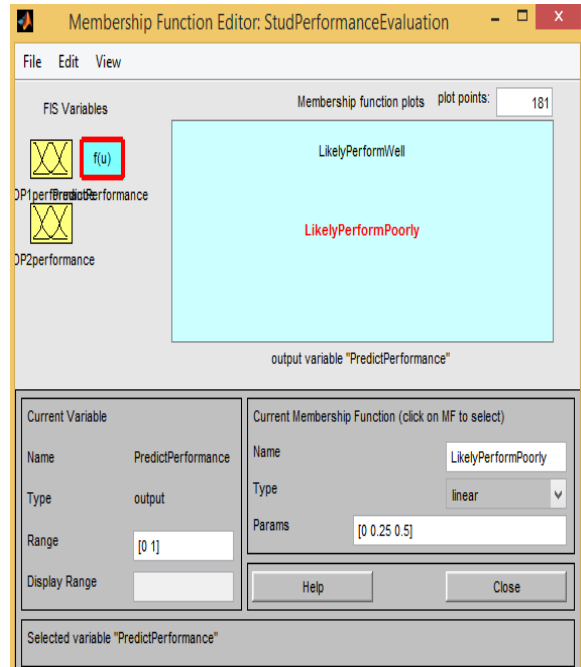 Membership Function Editor: StudPerformanceEvaluation
File Edit View
FIS Variables
Membership function plots plot points: 181
f(u)
PredictPerformance
OP2performance
LikelyPerformWell
LikelyPerformPoorly
output variable "PredictPerformance"
Current Variable
Name PredictPerformance
Type output
Range [0 1]
Display Range
Current Membership Function (click on MF to select)
Name LikelyPerformPoorly
Type linear
Params [0 0.25 0.5]
Help Close
Selected variable "PredictPerformance"